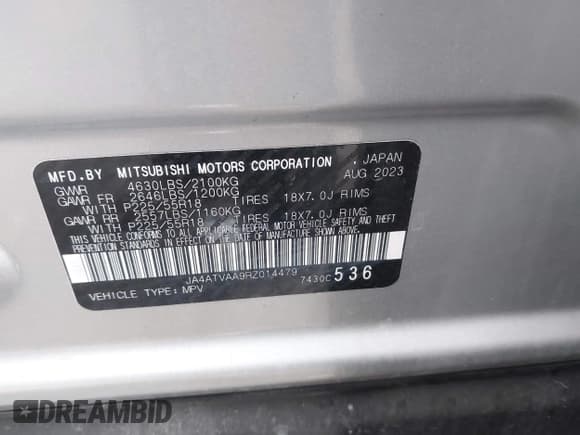 MFD.BY MITSUBISHI MOTORS CORPORATION , JAPAN
GVWR 4630LBS/2100KG AUG 2023
GAWR FR 2646LBS/1200KG
WITH P225/55R18 TIRES 18X7.0J RIMS
GAWR RR 2557LBS/1160KG
WITH P225/55R18 TIRES 18X7.0J RIMS
THIS VEHICLE CONFORMS TO ALL APPLICABLE FEDERAL MOTOR VEHICLE
SAFETY AND THEFT PREVENTION STANDARDS IN EFFECT ON THE DATE OF MANUFACTURE SHOWN ABOVE.
JA4ATVAA9RZ014479 7430C 536
VEHICLE TYPE:MPV
DREAMBID